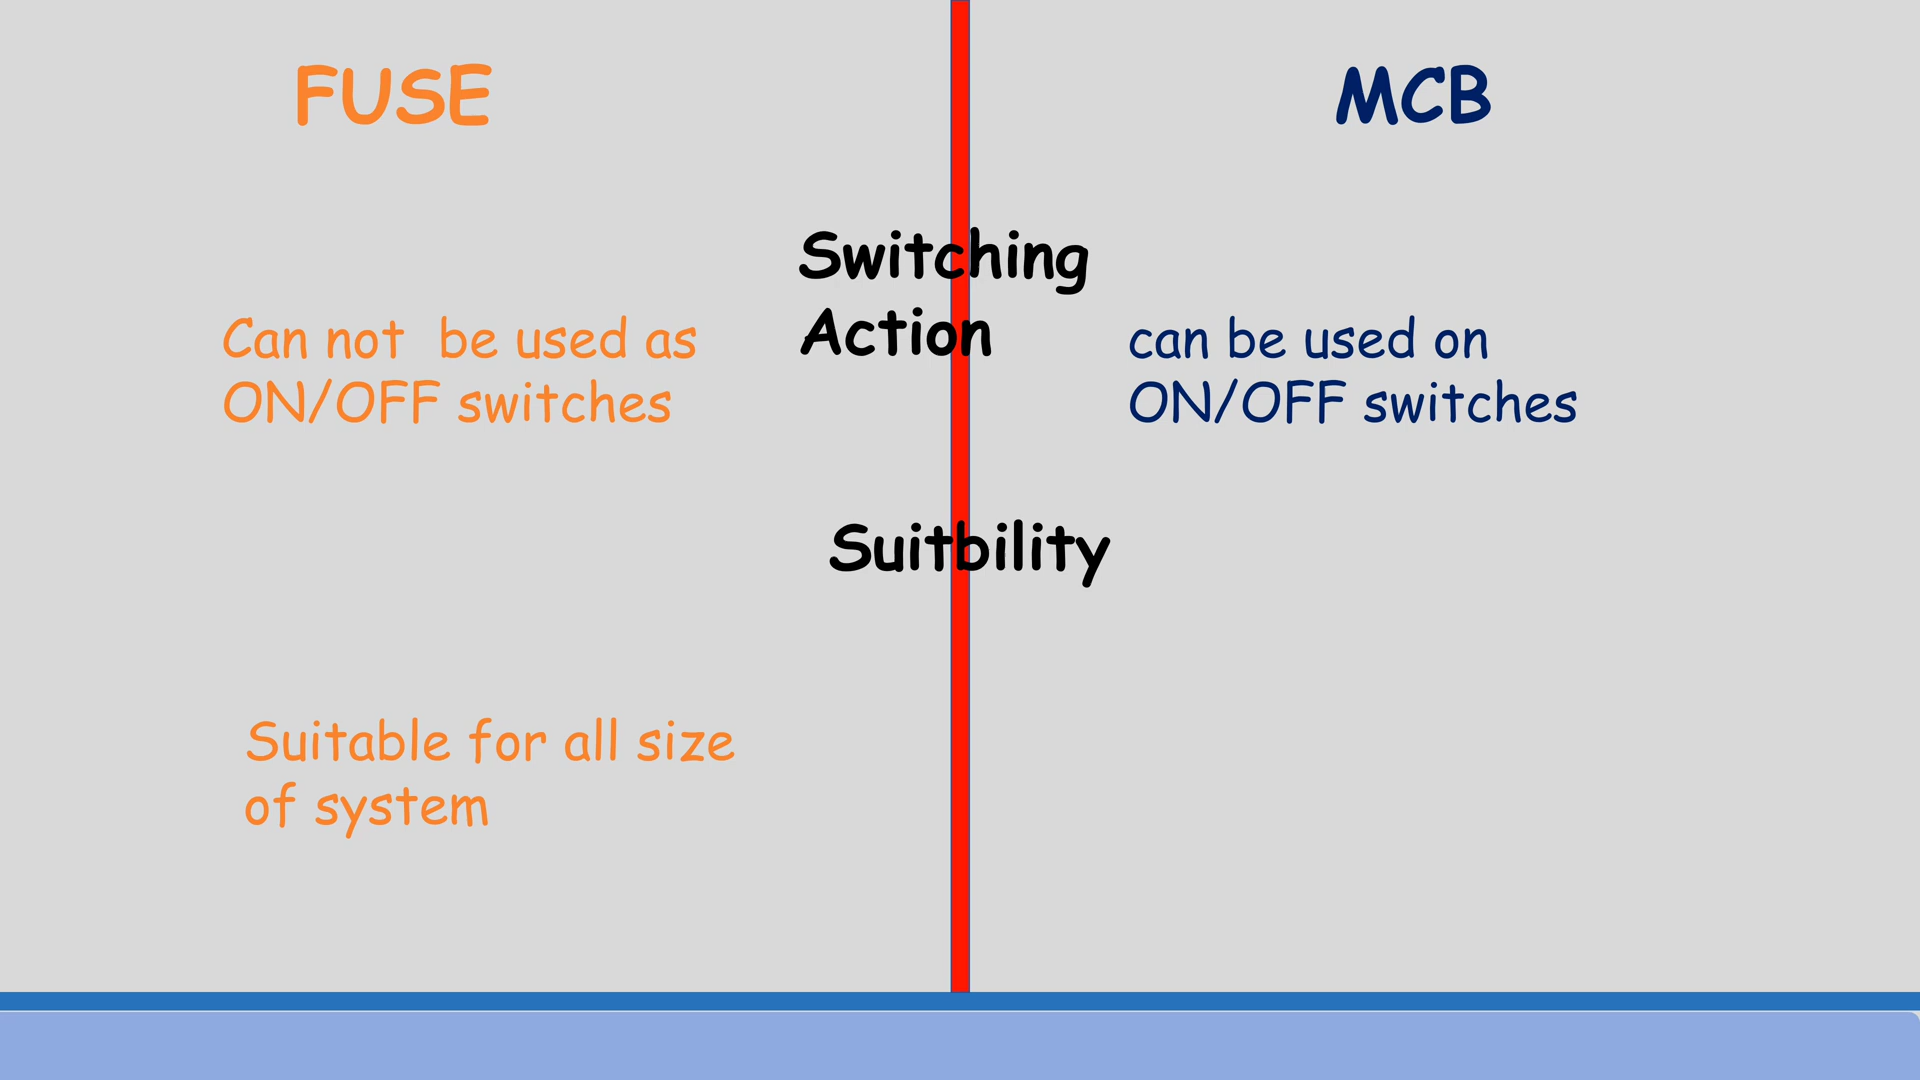 FUSE
MCB
Switching
Action
Can not  be used as
ON/OFF switches
can be used on
ON/OFF switches
Suitbility
Suitable for all size
of system